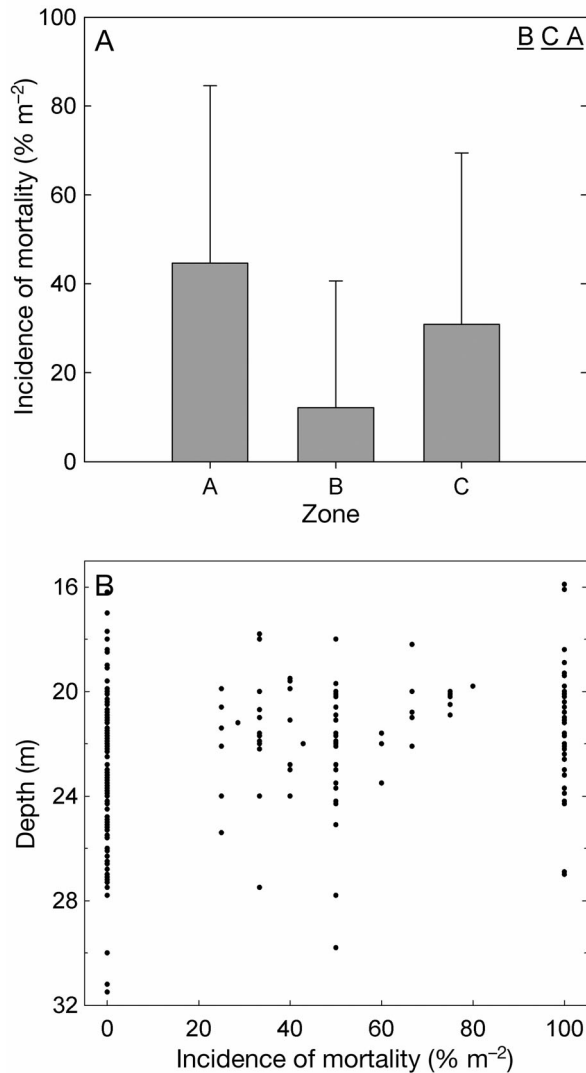 A
B C A
100
80
60
40
20
0
Incidence of mortality (% m⁻²)
A B C
Zone
B
16
20
24
28
32
Depth (m)
0 20 40 60 80 100
Incidence of mortality (% m⁻²)